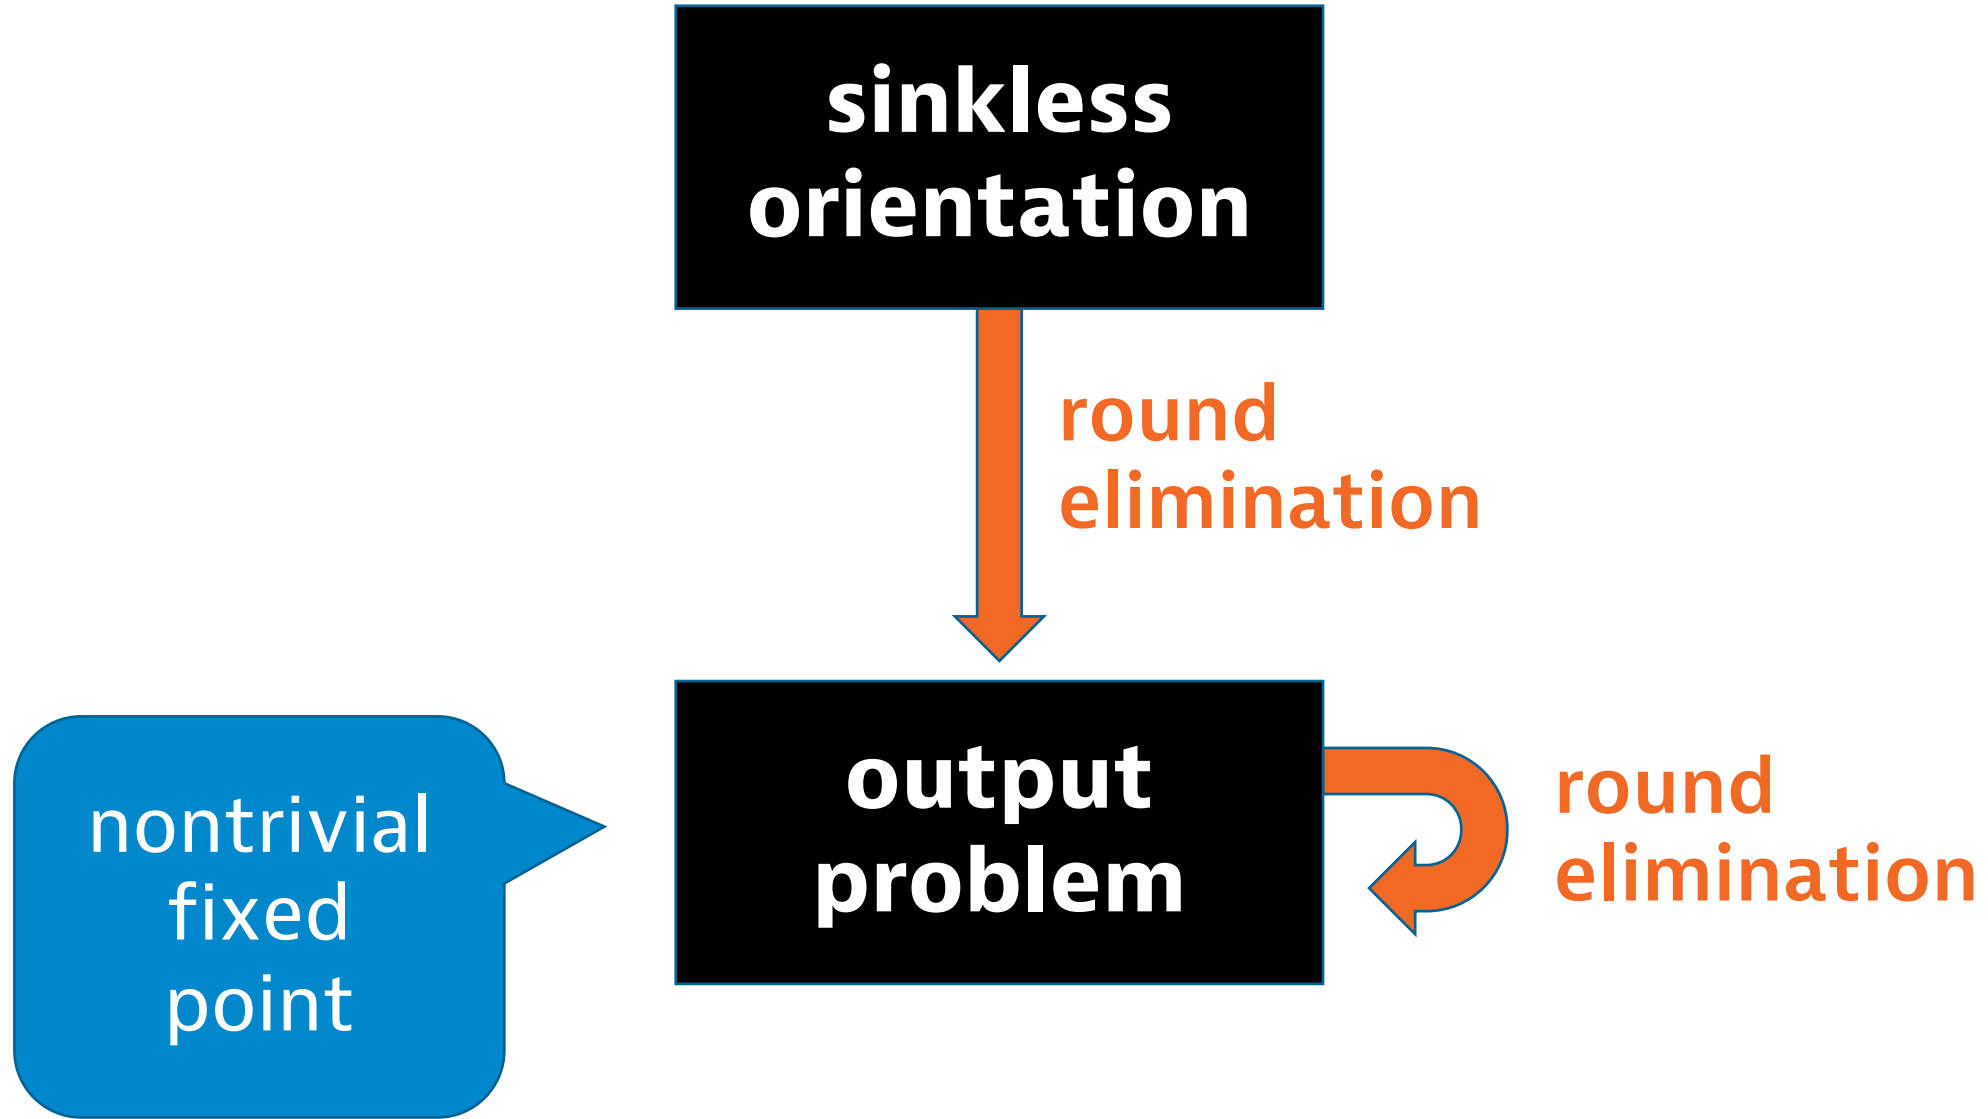 sinkless
orientation
round
elimination
output
problem
nontrivial
fixed
point
round
elimination